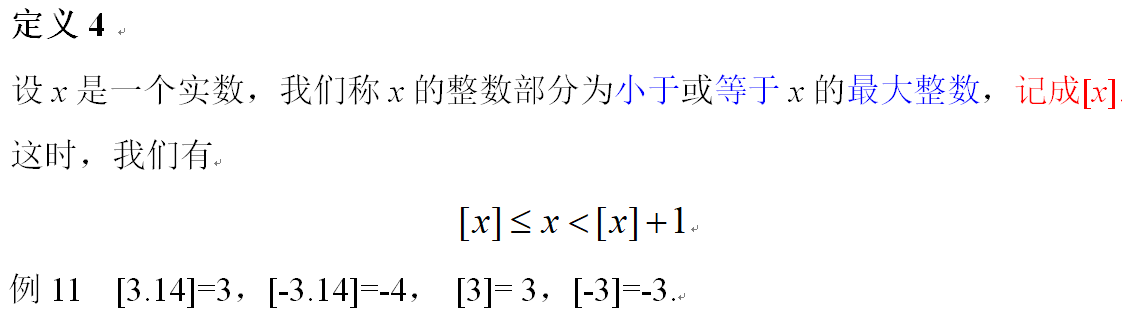 定义 4
设 x 是一个实数，我们称 x 的整数部分为小于或等于 x 的最大整数，记成[x].
这时，我们有
[x] ≤ x < [x] + 1
例 11 [3.14]=3，[-3.14]=-4， [3]= 3，[-3]=-3.